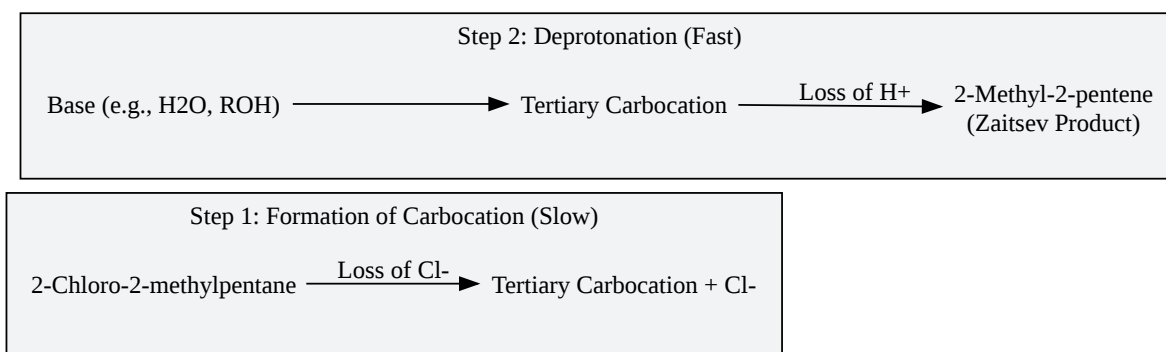 Step 2: Deprotonation (Fast)
Base (e.g., H2O, ROH)
Tertiary Carbocation
Loss of H+
2-Methyl-2-pentene
(Zaitsev Product)
Step 1: Formation of Carbocation (Slow)
2-Chloro-2-methylpentane
Loss of Cl-
Tertiary Carbocation + Cl-